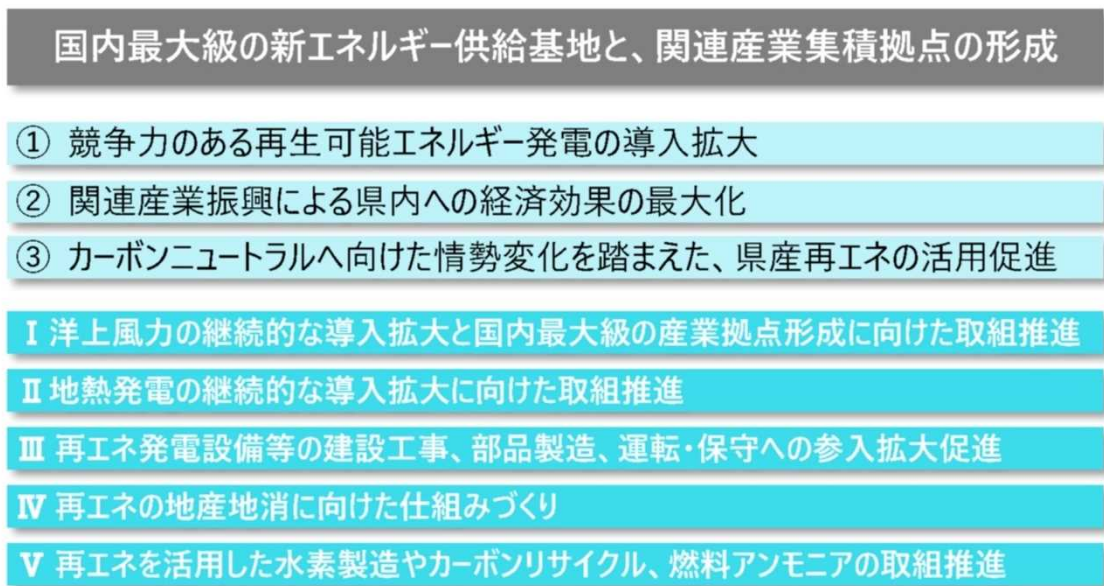 国内最大級の新エネルギー供給基地と、関連産業集積拠点の形成
① 競争力のある再生可能エネルギー発電の導入拡大
② 関連産業振興による県内への経済効果の最大化
③ カーボンニュートラルへ向けた情勢変化を踏まえた、県産再エネの活用促進
Ⅰ 洋上風力の継続的な導入拡大と国内最大級の産業拠点形成に向けた取組推進
Ⅱ 地熱発電の継続的な導入拡大に向けた取組推進
Ⅲ 再エネ発電設備等の建設工事、部品製造、運転・保守への参入拡大促進
Ⅳ 再エネの地産地消に向けた仕組みづくり
Ⅴ 再エネを活用した水素製造やカーボンリサイクル、燃料アンモニアの取組推進